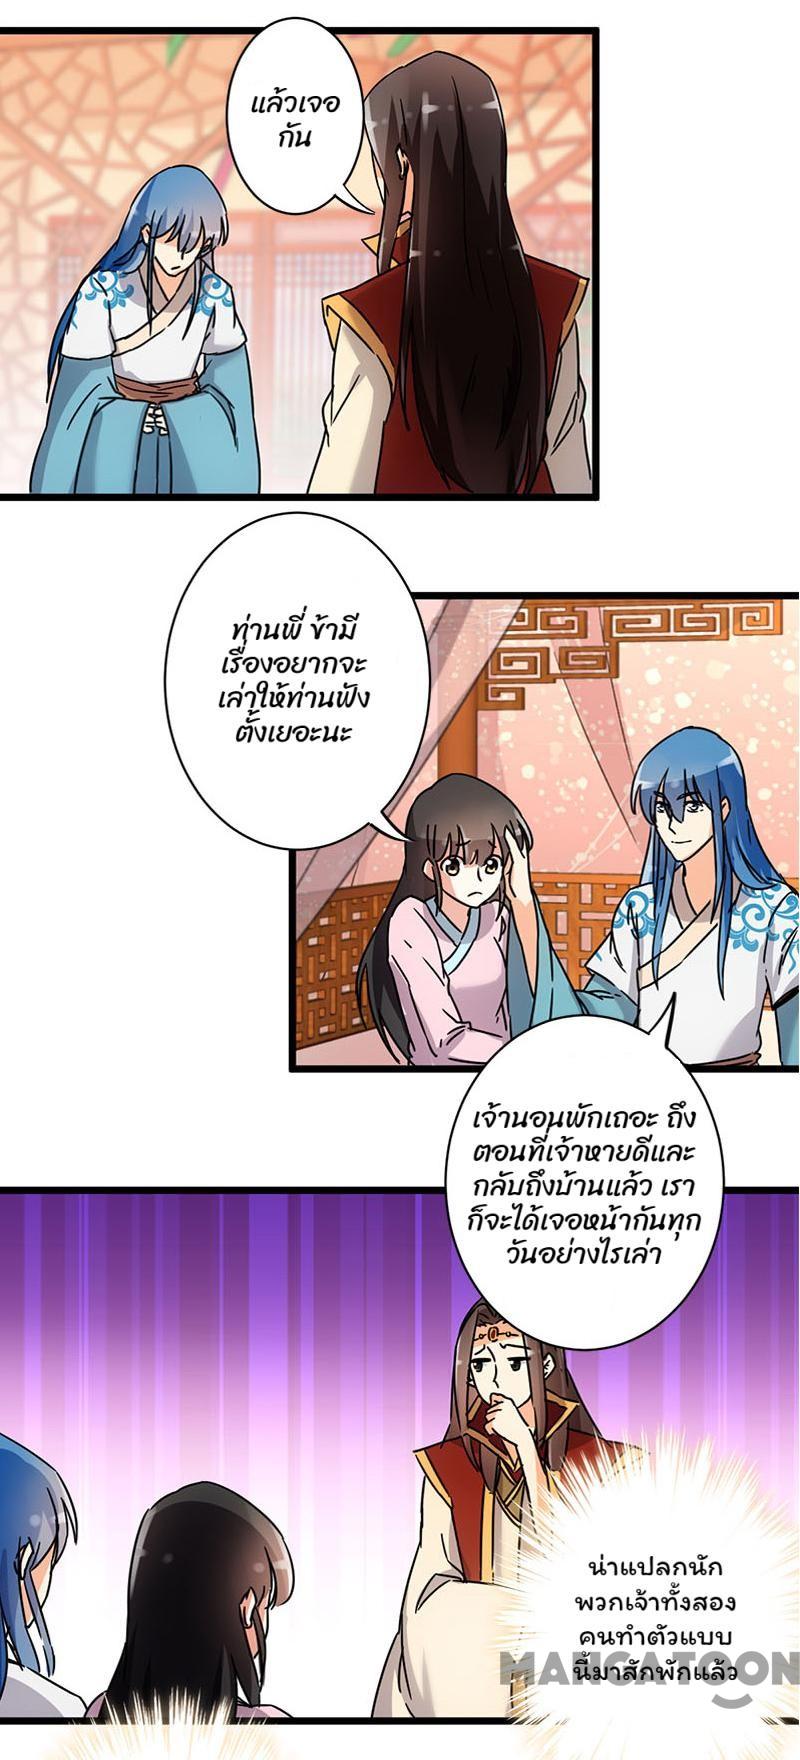 แล้วเจอ
กัน
ท่านพี่ ข้ามี
เรื่องอยากจะ
เล่าให้ท่านฟัง
ตั้งเยอะนะ
เจ้านอนพักเถอะ ถึง
ตอนที่เจ้าหายดีและ
กลับถึงบ้านแล้ว เรา
ก็จะได้เจอหน้ากันทุก
วันอย่างไรเล่า
น่าแปลกนัก
พวกเจ้าทั้งสอง
คนทำตัวแบบ
นี้มาสักพักแล้ว
MANGATOON